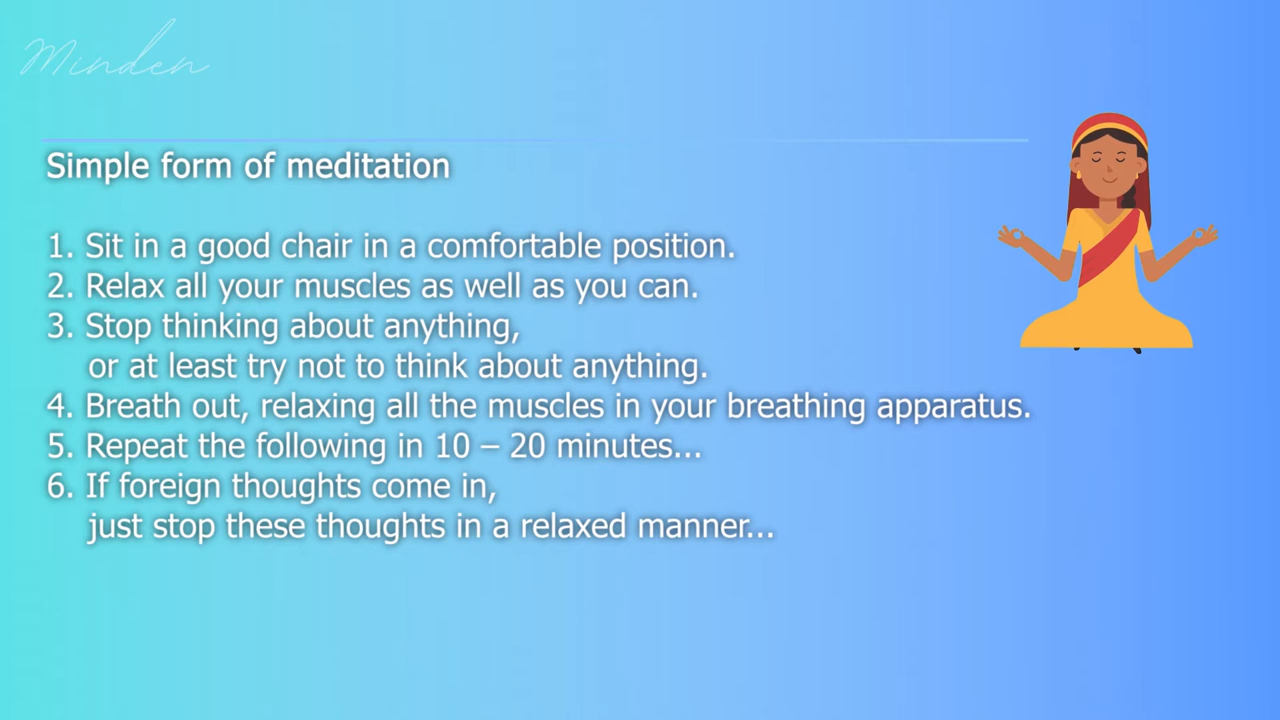 Minden
Simple form of meditation
1. Sit in a good chair in a comfortable position.
2. Relax all your muscles as well as you can.
3. Stop thinking about anything,
or at least try not to think about anything.
4. Breath out, relaxing all the muscles in your breathing apparatus.
5. Repeat the following in 10 – 20 minutes...
6. If foreign thoughts come in,
just stop these thoughts in a relaxed manner...